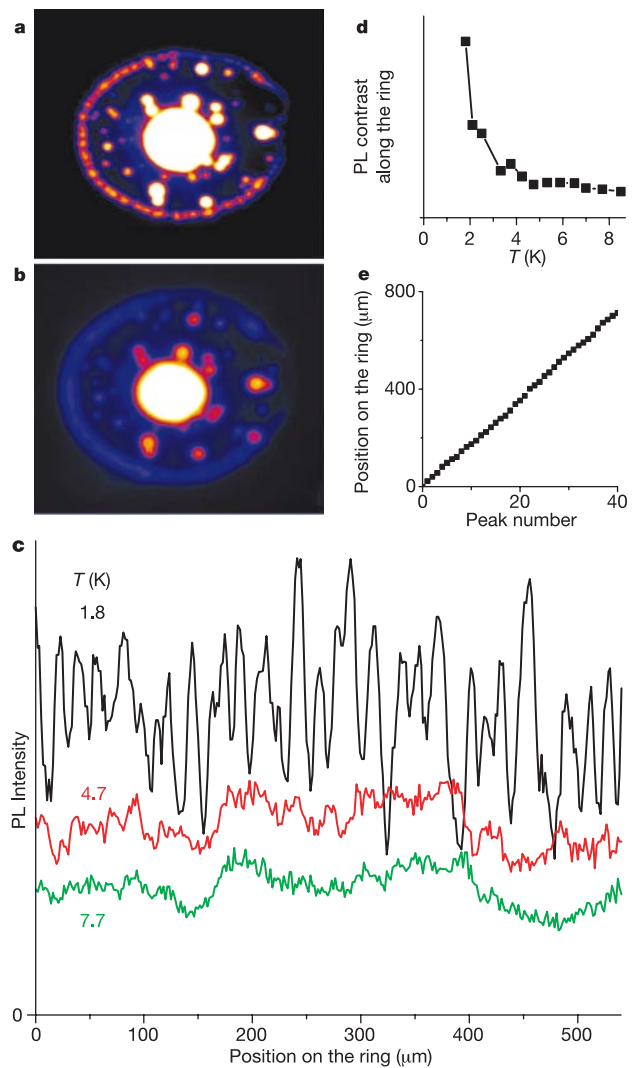 a
b
c
T (K)
1.8
4.7
7.7
PL Intensity
0
0 100 200 300 400 500
Position on the ring (μm)
d
PL contrast
along the ring
0 2 4 6 8
T (K)
e
Position on the ring (μm)
800
400
0
0 20 40
Peak number